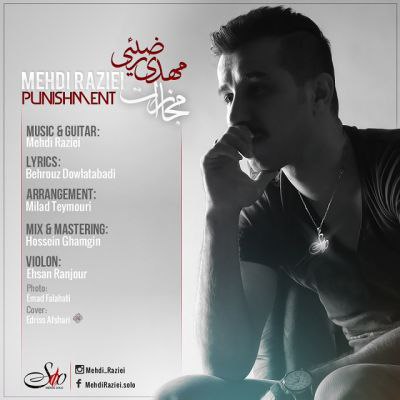 مهدی رضیئی
MEHDI RAZIEI
مجازات
PUNISHMENT
MUSIC & GUITAR:
Mehdi Raziei
LYRICS:
Behrouz Dowlatabadi
ARRANGEMENT:
Milad Teymouri
MIX & MASTERING:
Hossein Ghamgin
VIOLON:
Ehsan Ranjour
Photo:
Emad Falahati
Cover:
Edriss Afshari
Solo
Mehdi_Raziei
MehdiRaziei.solo